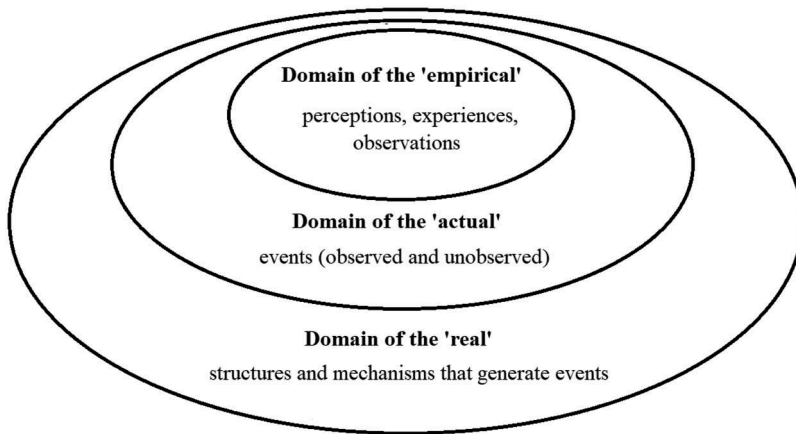 Domain of the 'empirical'
perceptions, experiences,
observations
Domain of the 'actual'
events (observed and unobserved)
Domain of the 'real'
structures and mechanisms that generate events